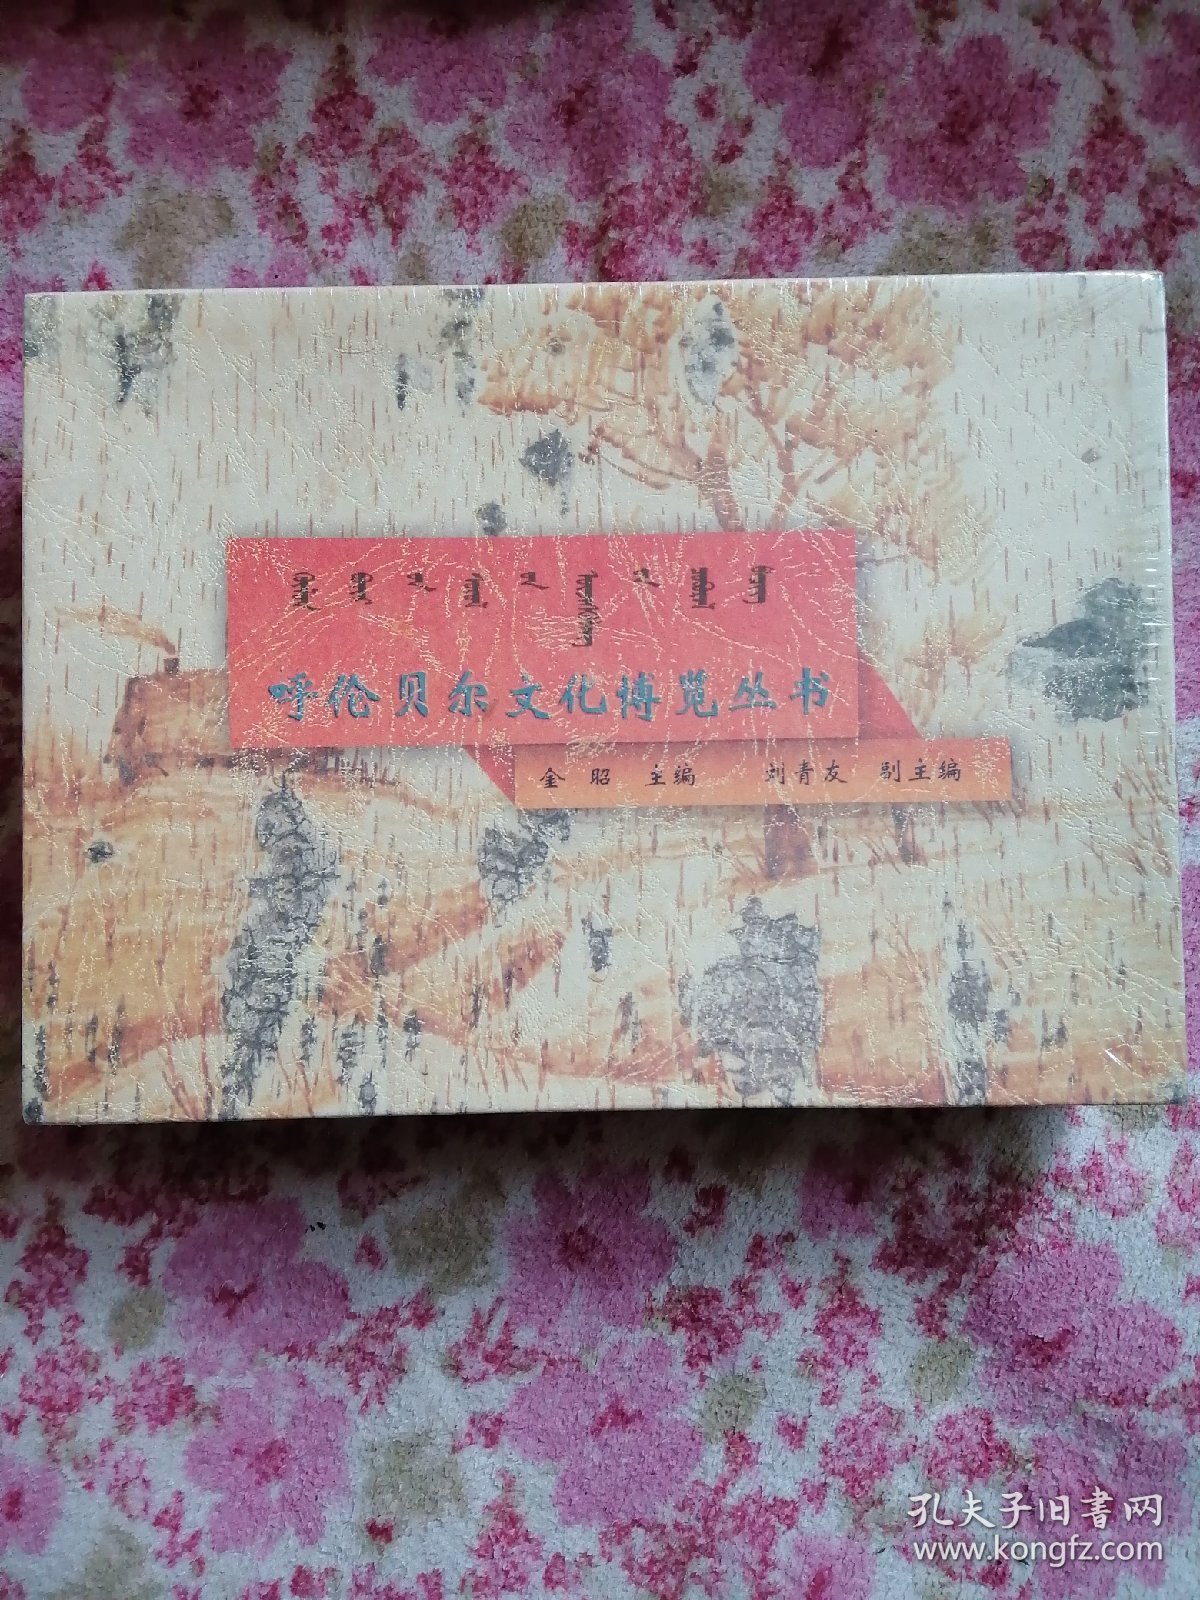 呼伦贝尔文化博览丛书
金昭 主编 刘青友 副主编
孔夫子旧書网
www.kongfz.com